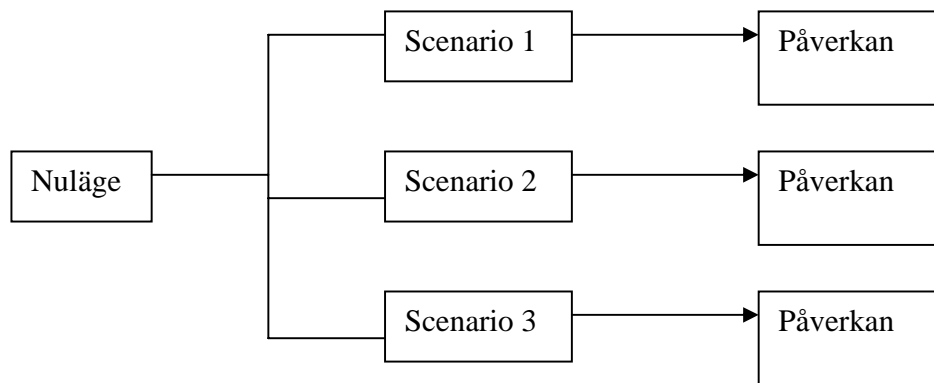 Scenario 1
Påverkan
Nuläge
Scenario 2
Påverkan
Scenario 3
Påverkan